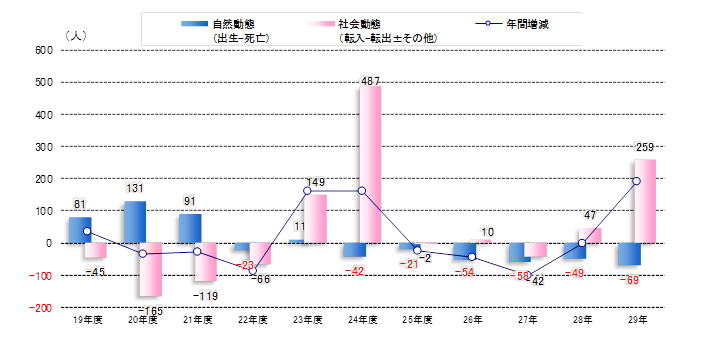 自然動態
(出生-死亡)
社会動態
(転入-転出±その他)
年間増減
(人)
600
500
400
300
200
100
0
-100
-200
81
131
91
-23
11
-42
-21
-54
-58
-49
-69
-45
-165
-119
-66
149
487
-2
10
-42
47
259
19年度
20年度
21年度
22年度
23年度
24年度
25年度
26年
27年
28年
29年